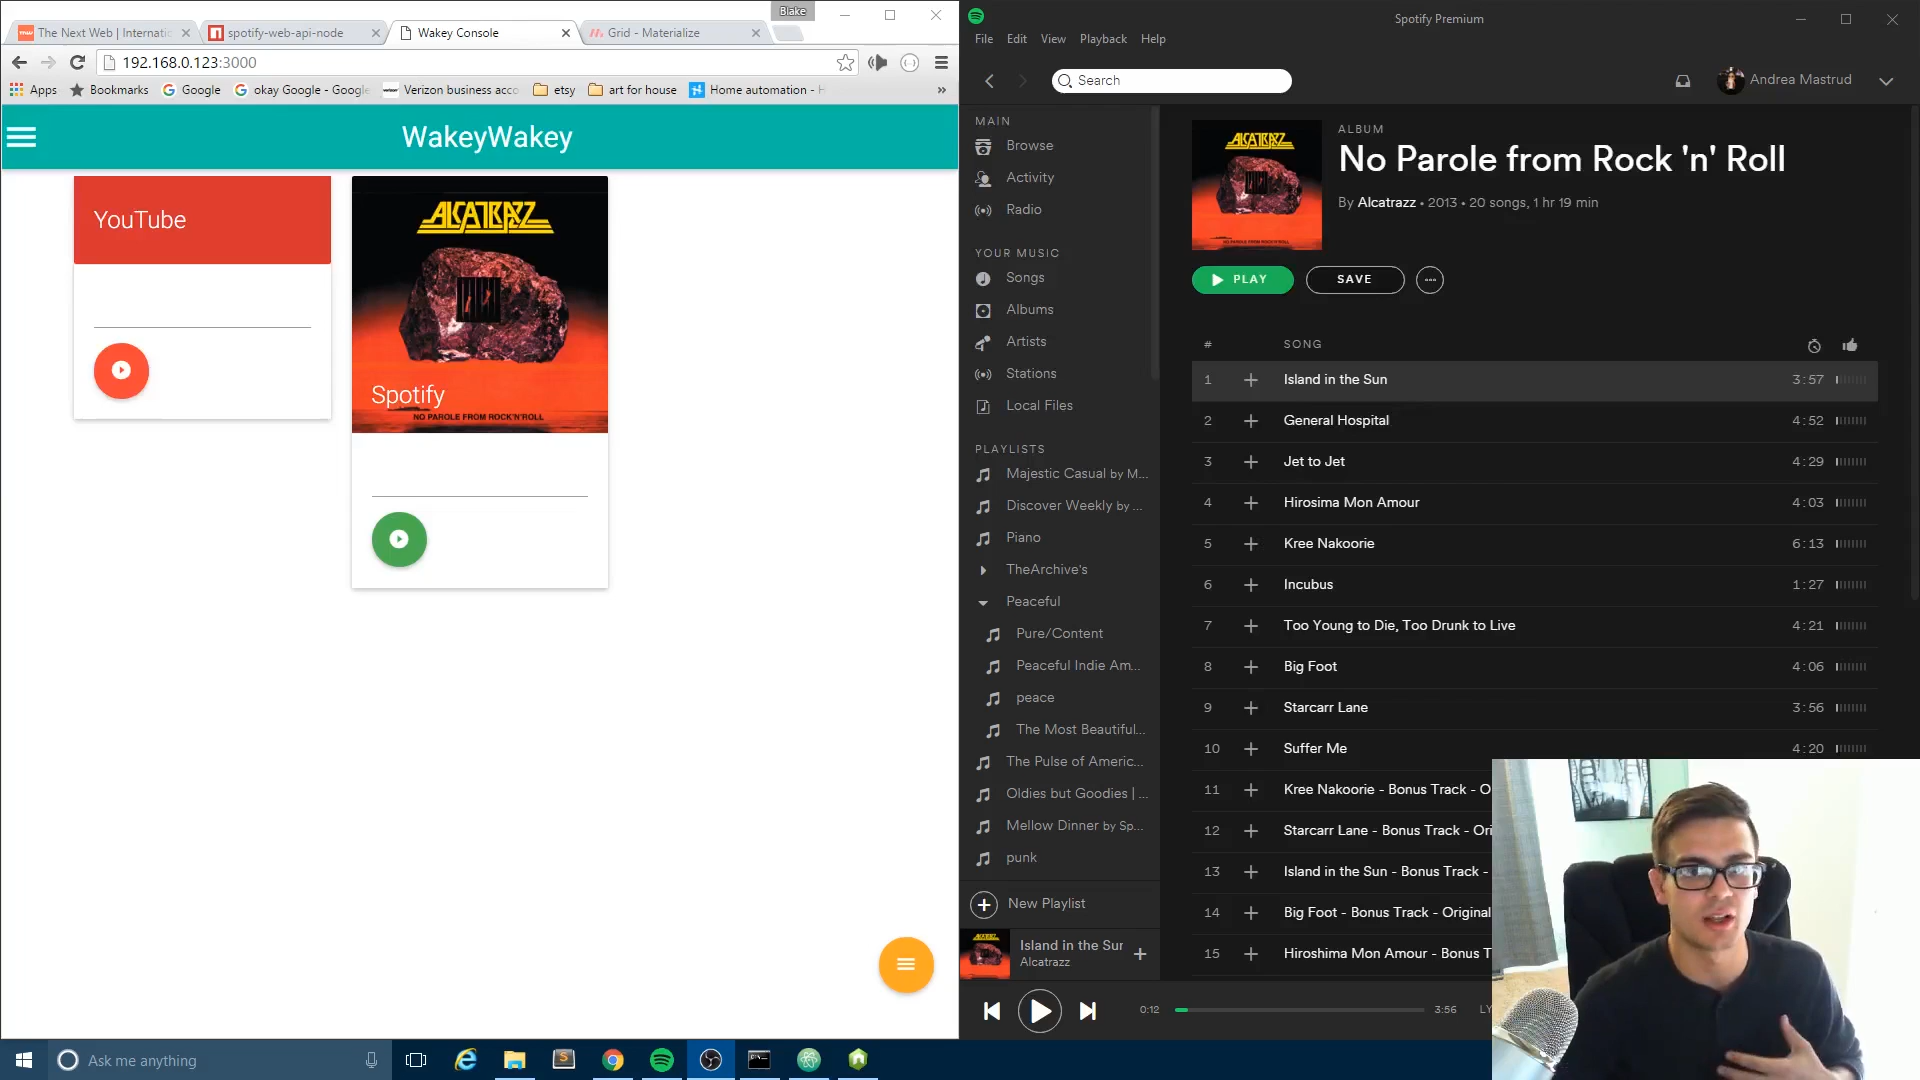 Blake
The Next Web | Internatio
spotify-web-api-node
Wakey Console
Grid - Materialize
192.168.0.123:3000
Apps
Bookmarks
Google
okay Google - Google
Verizon business acco
etsy
art for house
Home automation - H
»
WakeyWakey
YouTube
ALCATRAZZ
Spotify
NO PAROLE FROM ROCK'N'ROLL
Spotify Premium
File Edit View Playback Help
Search
Andrea Mastrud
MAIN
Browse
Activity
Radio
YOUR MUSIC
Songs
Albums
Artists
Stations
Local Files
PLAYLISTS
Majestic Casual by M...
Discover Weekly by ...
Piano
TheArchive's
Peaceful
Pure/Content
Peaceful Indie Am...
peace
The Most Beautiful...
The Pulse of Americ...
Oldies but Goodies | ...
Mellow Dinner by Sp...
punk
New Playlist
ALCATRAZZ
Island in the Sun
Alcatrazz
ALCATRAZZ
NO PAROLE FROM ROCK'N'ROLL
ALBUM
No Parole from Rock 'n' Roll
By Alcatrazz • 2013 • 20 songs, 1 hr 19 min
PLAY
SAVE
# SONG
1 Island in the Sun 3:57
2 General Hospital 4:52
3 Jet to Jet 4:29
4 Hirosima Mon Amour 4:03
5 Kree Nakoorie 6:13
6 Incubus 1:27
7 Too Young to Die, Too Drunk to Live 4:21
8 Big Foot 4:06
9 Starcarr Lane 3:56
10 Suffer Me 4:20
11 Kree Nakoorie - Bonus Track - O
12 Starcarr Lane - Bonus Track - Ori
13 Island in the Sun - Bonus Track -
14 Big Foot - Bonus Track - Original
15 Hiroshima Mon Amour - Bonus T
0:12
3:56
LY
Ask me anything